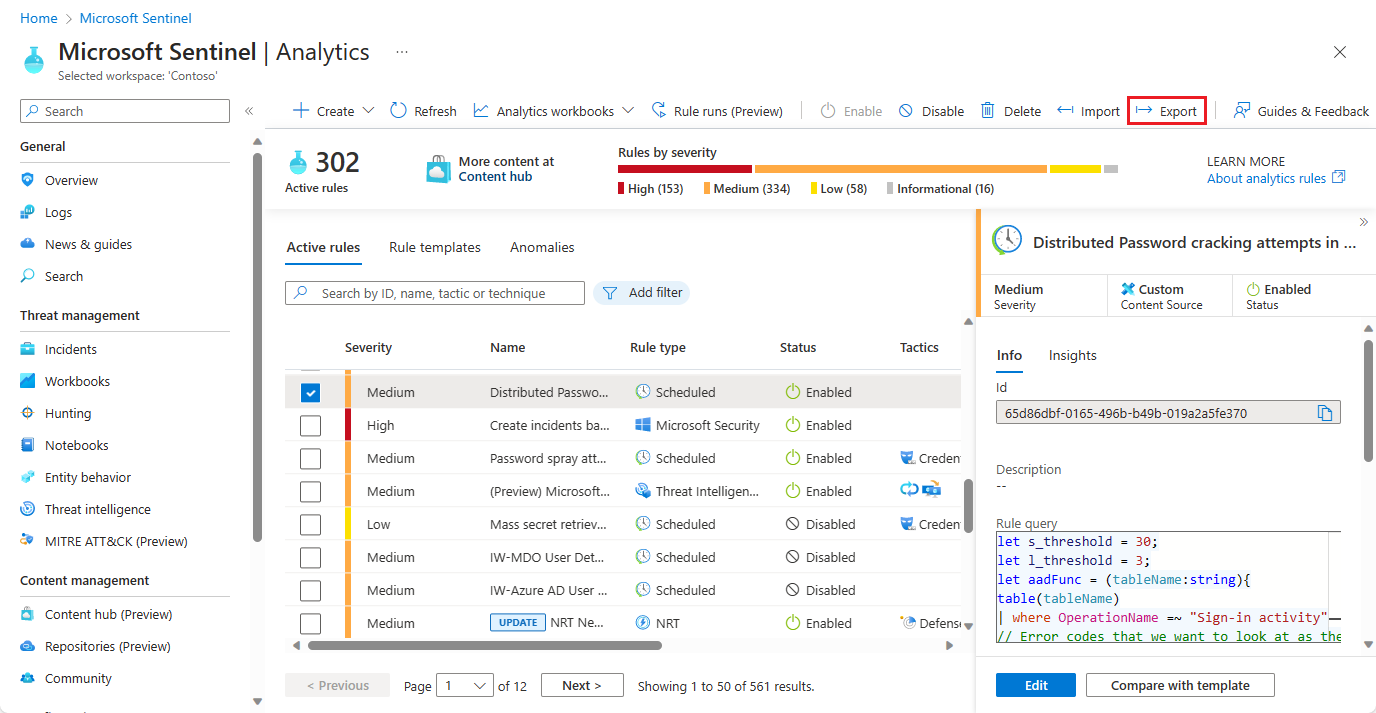 Home > Microsoft Sentinel
Microsoft Sentinel | Analytics ...
Selected workspace: 'Contoso'
Search
General
Overview
Logs
News & guides
Search
Threat management
Incidents
Workbooks
Hunting
Notebooks
Entity behavior
Threat intelligence
MITRE ATT&CK (Preview)
Content management
Content hub (Preview)
Repositories (Preview)
Community
Create Refresh Analytics workbooks Rule runs (Preview) Enable Disable Delete Import Export Guides & Feedback
302
Active rules
More content at
Content hub
Rules by severity
High (153) Medium (334) Low (58) Informational (16)
LEARN MORE
About analytics rules
Active rules Rule templates Anomalies
Search by ID, name, tactic or technique Add filter
Severity Name Rule type Status Tactics
Medium Distributed Passwo... Scheduled Enabled
High Create incidents ba... Microsoft Security Enabled
Medium Password spray att... Scheduled Enabled Creden
Medium (Preview) Microsoft... Threat Intelligen... Enabled
Low Mass secret retriev... Scheduled Disabled Creden
Medium IW-MDO User Det... Scheduled Disabled
Medium IW-Azure AD User ... Scheduled Disabled
Medium UPDATE NRT Ne... NRT Enabled Defense
< Previous Page 1 of 12 Next > Showing 1 to 50 of 561 results.
Distributed Password cracking attempts in ...
Medium
Severity
Custom
Content Source
Enabled
Status
Info Insights
Id
65d86dbf-0165-496b-b49b-019a2a5fe370
Description
--
Rule query
let s_threshold = 30;
let l_threshold = 3;
let aadFunc = (tableName:string){
table(tableName)
| where OperationName =~ "Sign-in activity"
// Error codes that we want to look at as the
Edit Compare with template